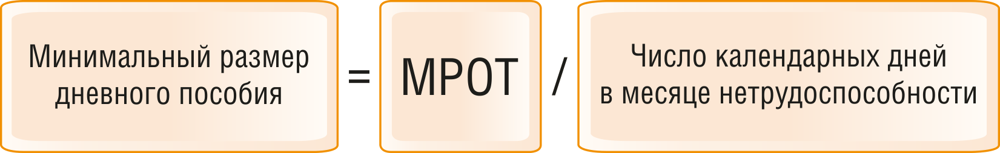 Минимальный размер
дневного пособия
=
МРОТ
/
Число календарных дней
в месяце нетрудоспособности